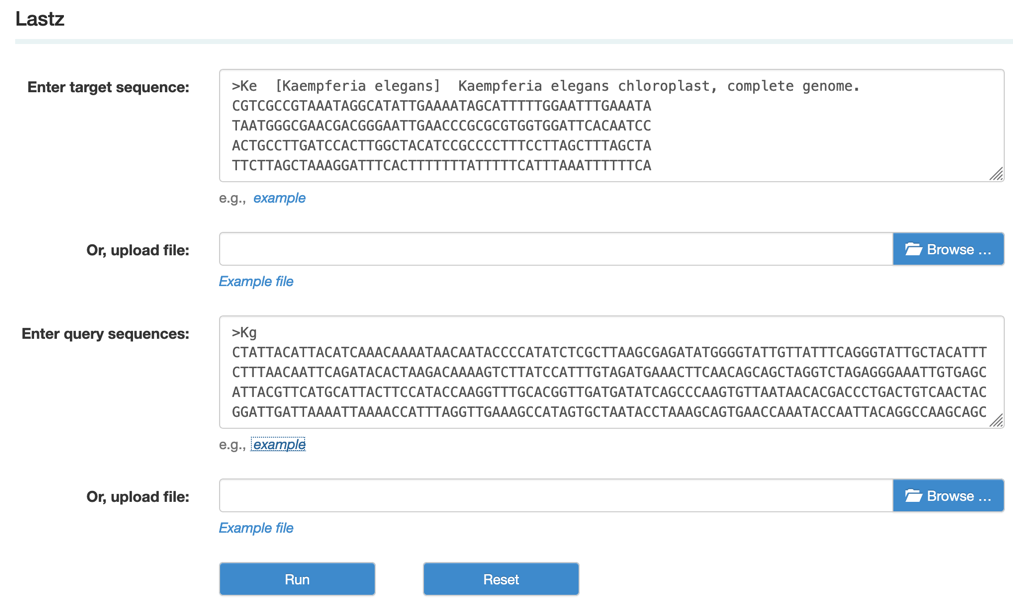 Lastz
Enter target sequence:
>Ke  [Kaempferia elegans]  Kaempferia elegans chloroplast, complete genome.
CGTCGCCGTAAATAGGCATATTGAAAATAGCATTTTTGGAATTTGAAATA
TAATGGGCGAACGACGGGAATTGAACCCGCGCGTGGTGGATTCACAATCC
ACTGCCTTGATCCACTTGGCTACATCCGCCCCTTTCCTTAGCTTTAGCTA
TTCTTAGCTAAAGGATTTCACTTTTTTTATTTTTCATTTAAATTTTTTCA
e.g., example
Or, upload file:
Browse ...
Example file
Enter query sequences:
>Kg
CTATTACATTACATCAAACAAAATAACAATACCCCATATCTCGCTTAAGCGAGATATGGGGTATTGTTATTTCAGGGTATTGCTACATTT
CTTTAACAATTCAGATACACTAAGACAAAAGTCTTATCCATTTGTAGATGAAACTTCAACAGCAGCTAGGTCTAGAGGGAAATTGTGAGC
ATTACGTTCATGCATTACTTCCATACCAAGGTTTGCACGGTTGATGATATCAGCCCAAGTGTTAATAACACGACCCTGACTGTCAACTAC
GGATTGATTAAAATTAAAACCATTTAGGTTGAAAGCCATAGTGCTAATACCTAAAGCAGTGAACCAAATACCAATTACAGGCCAAGCAGC
e.g., example
Or, upload file:
Browse ...
Example file
Run
Reset